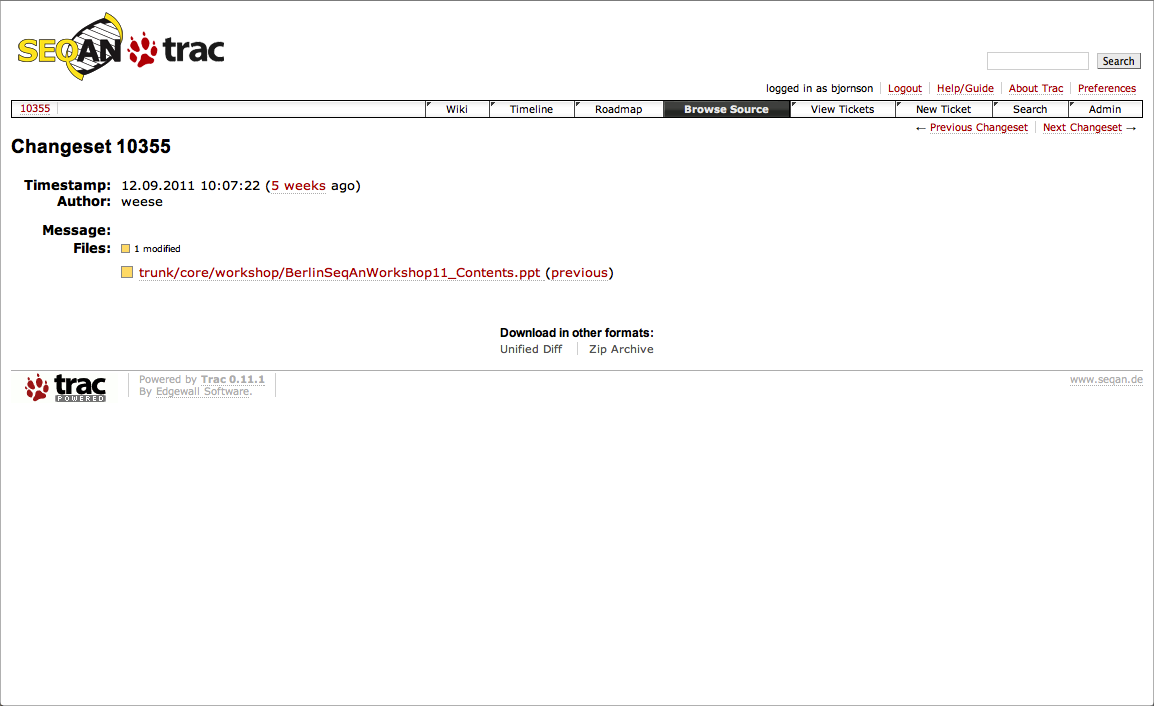 SEQAN trac
Search
logged in as bjornson Logout Help/Guide About Trac Preferences
10355 Wiki Timeline Roadmap Browse Source View Tickets New Ticket Search Admin
← Previous Changeset Next Changeset →
Changeset 10355
Timestamp: 12.09.2011 10:07:22 (5 weeks ago)
Author: weese
Message:
Files: 1 modified
trunk/core/workshop/BerlinSeqAnWorkshop11_Contents.ppt (previous)
Download in other formats:
Unified Diff Zip Archive
trac POWERED
Powered by Trac 0.11.1
By Edgewall Software.
www.seqan.de